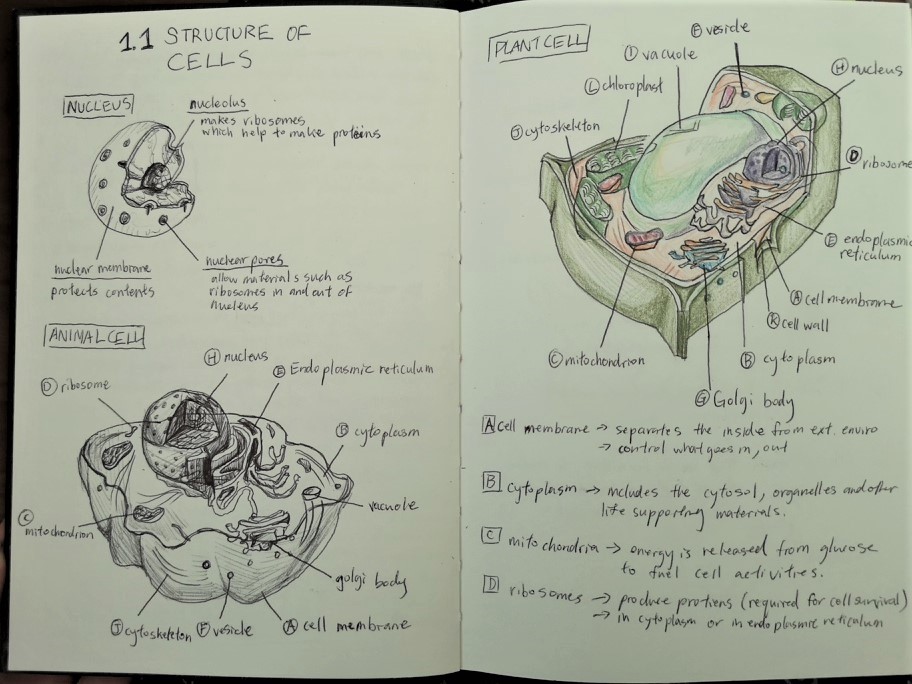 1.1 STRUCTURE OF
CELLS
NUCLEUS
nucleolus
makes ribosomes
which help to make proteins
nuclear membrane
protects contents
nuclear pores
allow materials such as
ribosomes in and out of
nucleus
ANIMAL CELL
H nucleus
E Endoplasmic reticulum
D ribosome
B cytoplasm
vacuole
C
mitochondrion
golgi body
J cytoskeleton
F vesicle
A cell membrane
PLANT CELL
F vesicle
I vacuole
H nucleus
L chloroplast
J cytoskeleton
D
ribosome
E endoplasmic
reticulum
A cell membrane
K cell wall
C mitochondrion
B cytoplasm
G Golgi body
A cell membrane → separates the inside from ext. enviro
→ control what goes in, out
B cytoplasm → includes the cytosol, organelles and other
life supporting materials.
C mitochondria → energy is released from glucose
to fuel cell activitres.
D ribosomes → produce protiens (required for cell survival)
→ in cytoplasm or in endoplasmic reticulum